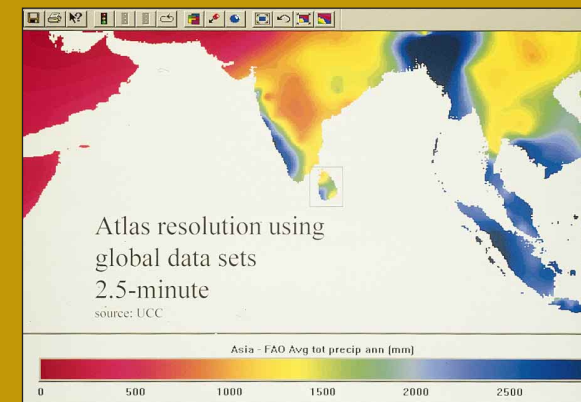 Atlas resolution using
global data sets
2.5-minute
source: UCC
Asia - FAO Avg tot precip ann (mm)
0 500 1000 1500 2000 2500